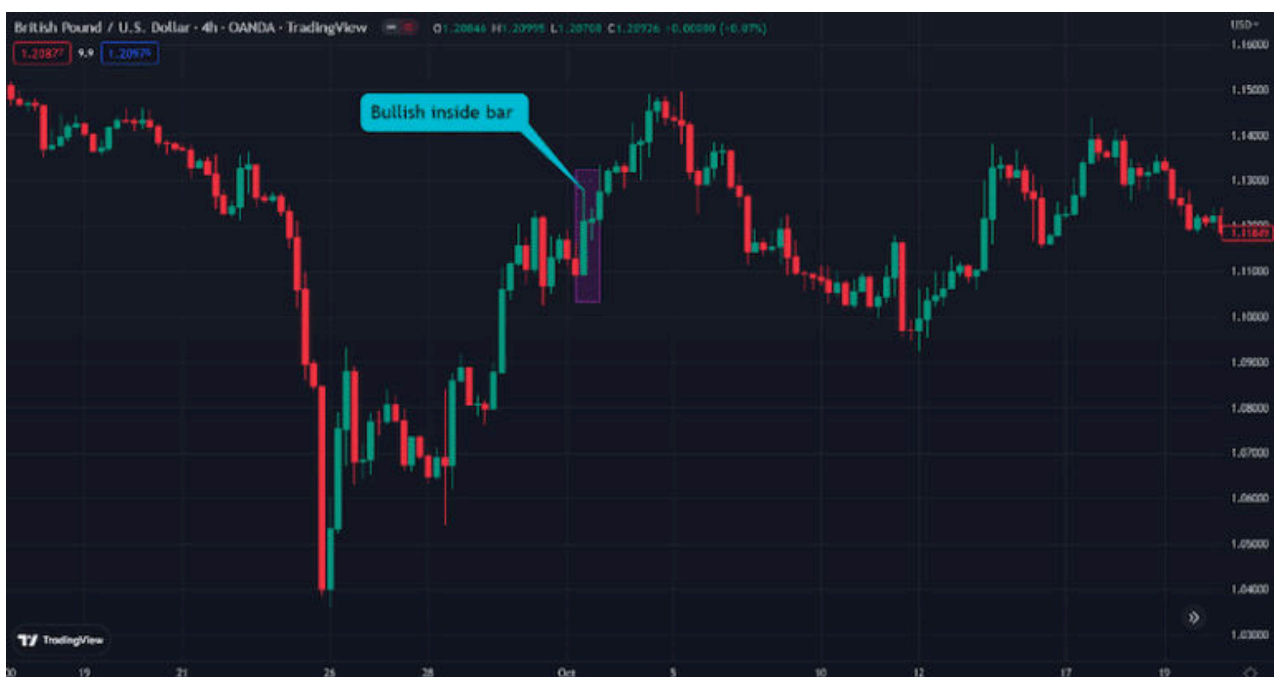 British Pound / U.S. Dollar · 4h · OANDA · TradingView O1.20846 H1.20995 L1.20708 C1.20926 +0.00080 (+0.07%)
USD
1.20877 9.9 1.20976
1.16000
1.15000
Bullish inside bar
1.14000
1.13000
1.11849
1.11000
1.10000
1.09000
1.08000
1.07000
1.06000
1.05000
1.04000
TradingView
1.03000
19 21 26 28 Oct 5 10 12 17 19